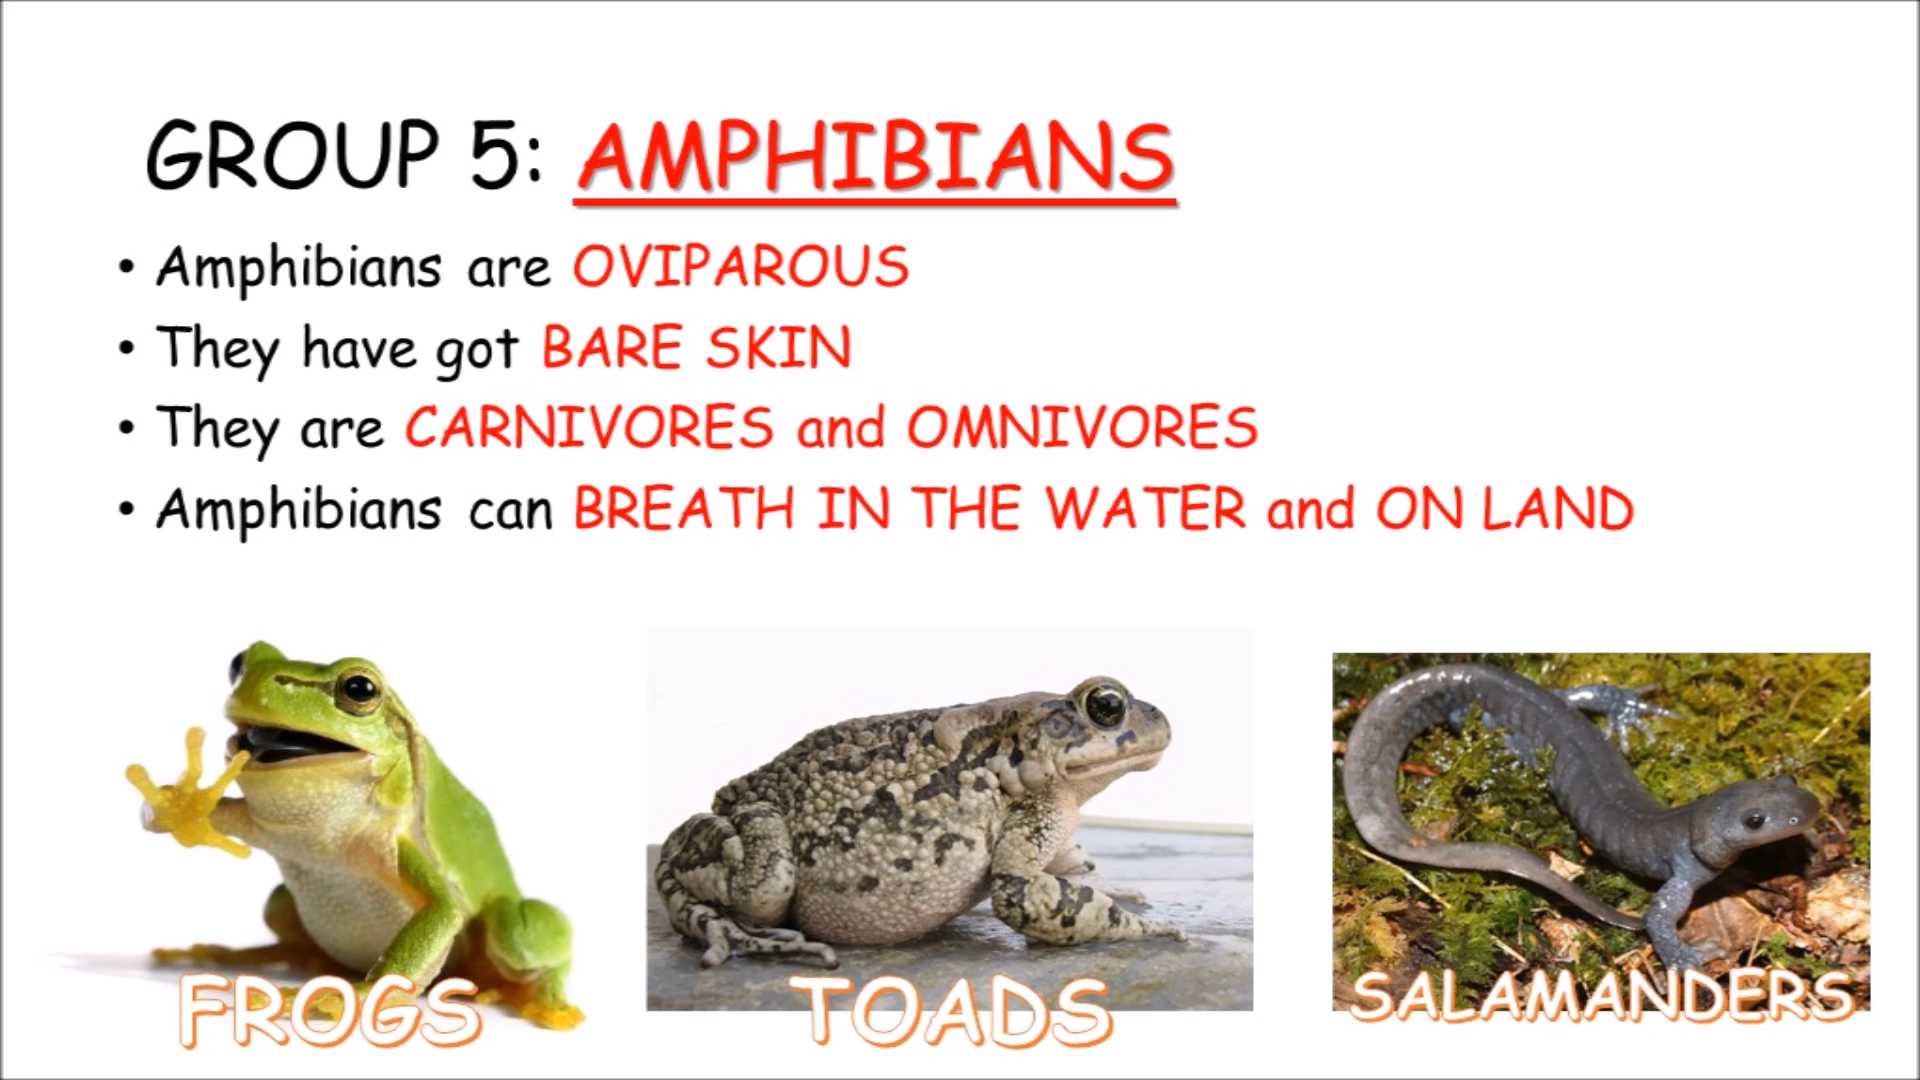 GROUP 5: AMPHIBIANS
• Amphibians are OVIPAROUS
• They have got BARE SKIN
• They are CARNIVORES and OMNIVORES
• Amphibians can BREATH IN THE WATER and ON LAND
FROGS
TOADS
SALAMANDERS